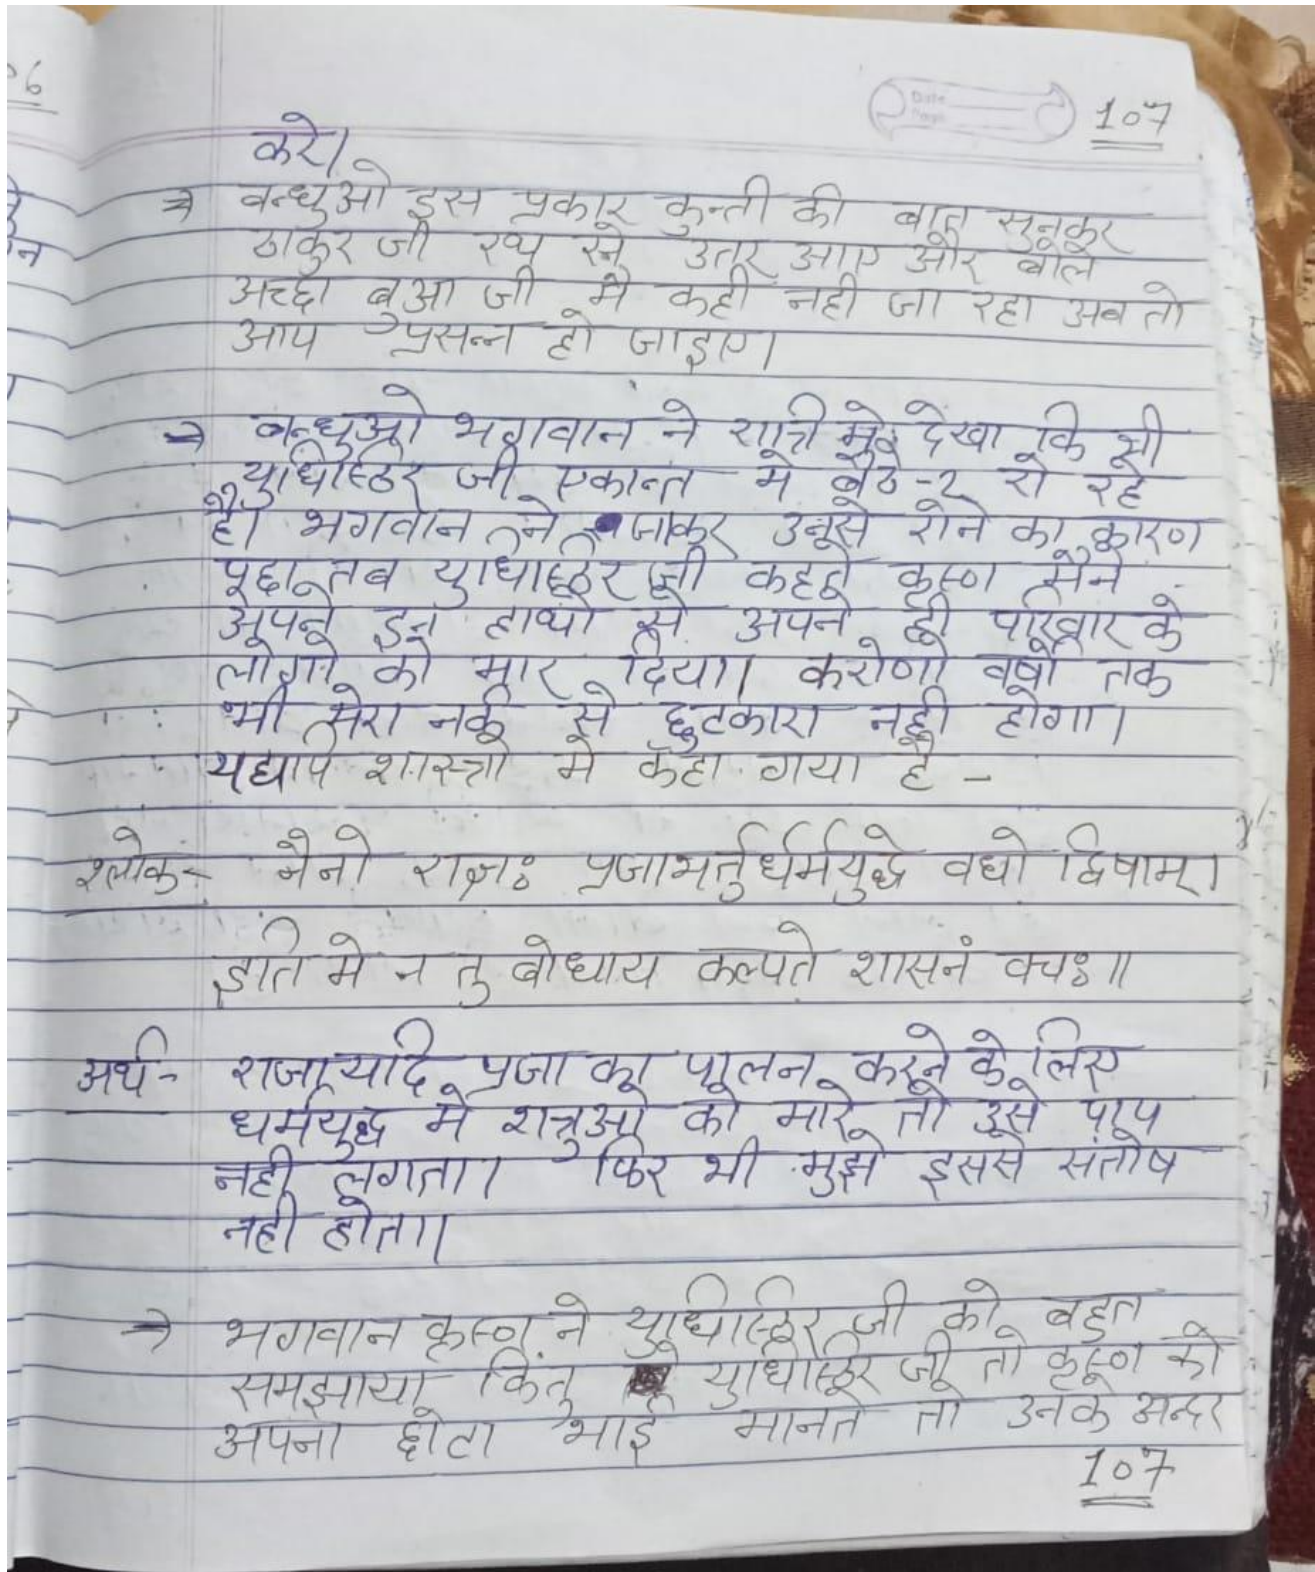 107
करे।
→ बन्धुओ इस प्रकार कुन्ती की बात सुनकर
ठाकुर जी रथ से उतर आए और बोले
अच्छा बुआ जी मै कही नही जा रहा अब तो
आप प्रसन्न हो जाइए।
→ बन्धुओ भगवान ने रात्री मे देखा कि श्री
युधिष्ठिर जी एकान्त मे बैठे-२ रो रहे
है। भगवान ने जाकर उनसे रोने का कारण
पूछा तब युधिष्ठिर जी कहते कृष्ण मैने
अपने इन हाथो से अपने ही परिवार के
लोगो को मार दिया। करोणो वर्षो तक
भी मेरा नर्क से छुटकारा नही होगा।
यद्यपि शास्त्रो मे कहा गया है -
श्लोक- नैनो राज्ञः प्रजाभर्तुर्धर्मयुद्धे वधो द्विषाम्।
इति मे न तु बोधाय कल्पते शासनं वचः॥
अर्थ- राजा यदि प्रजा का पालन करने के लिए
धर्मयुद्ध मे शत्रुओ को मारे तो उसे पाप
नही लगता। फिर भी मुझे इससे संतोष
नही होता।
→ भगवान कृष्ण ने युधिष्ठिर जी को बहुत
समझाया किंतु युधिष्ठिर जी तो कृष्ण को
अपना छोटा भाई मानते तो उनके अन्दर
107